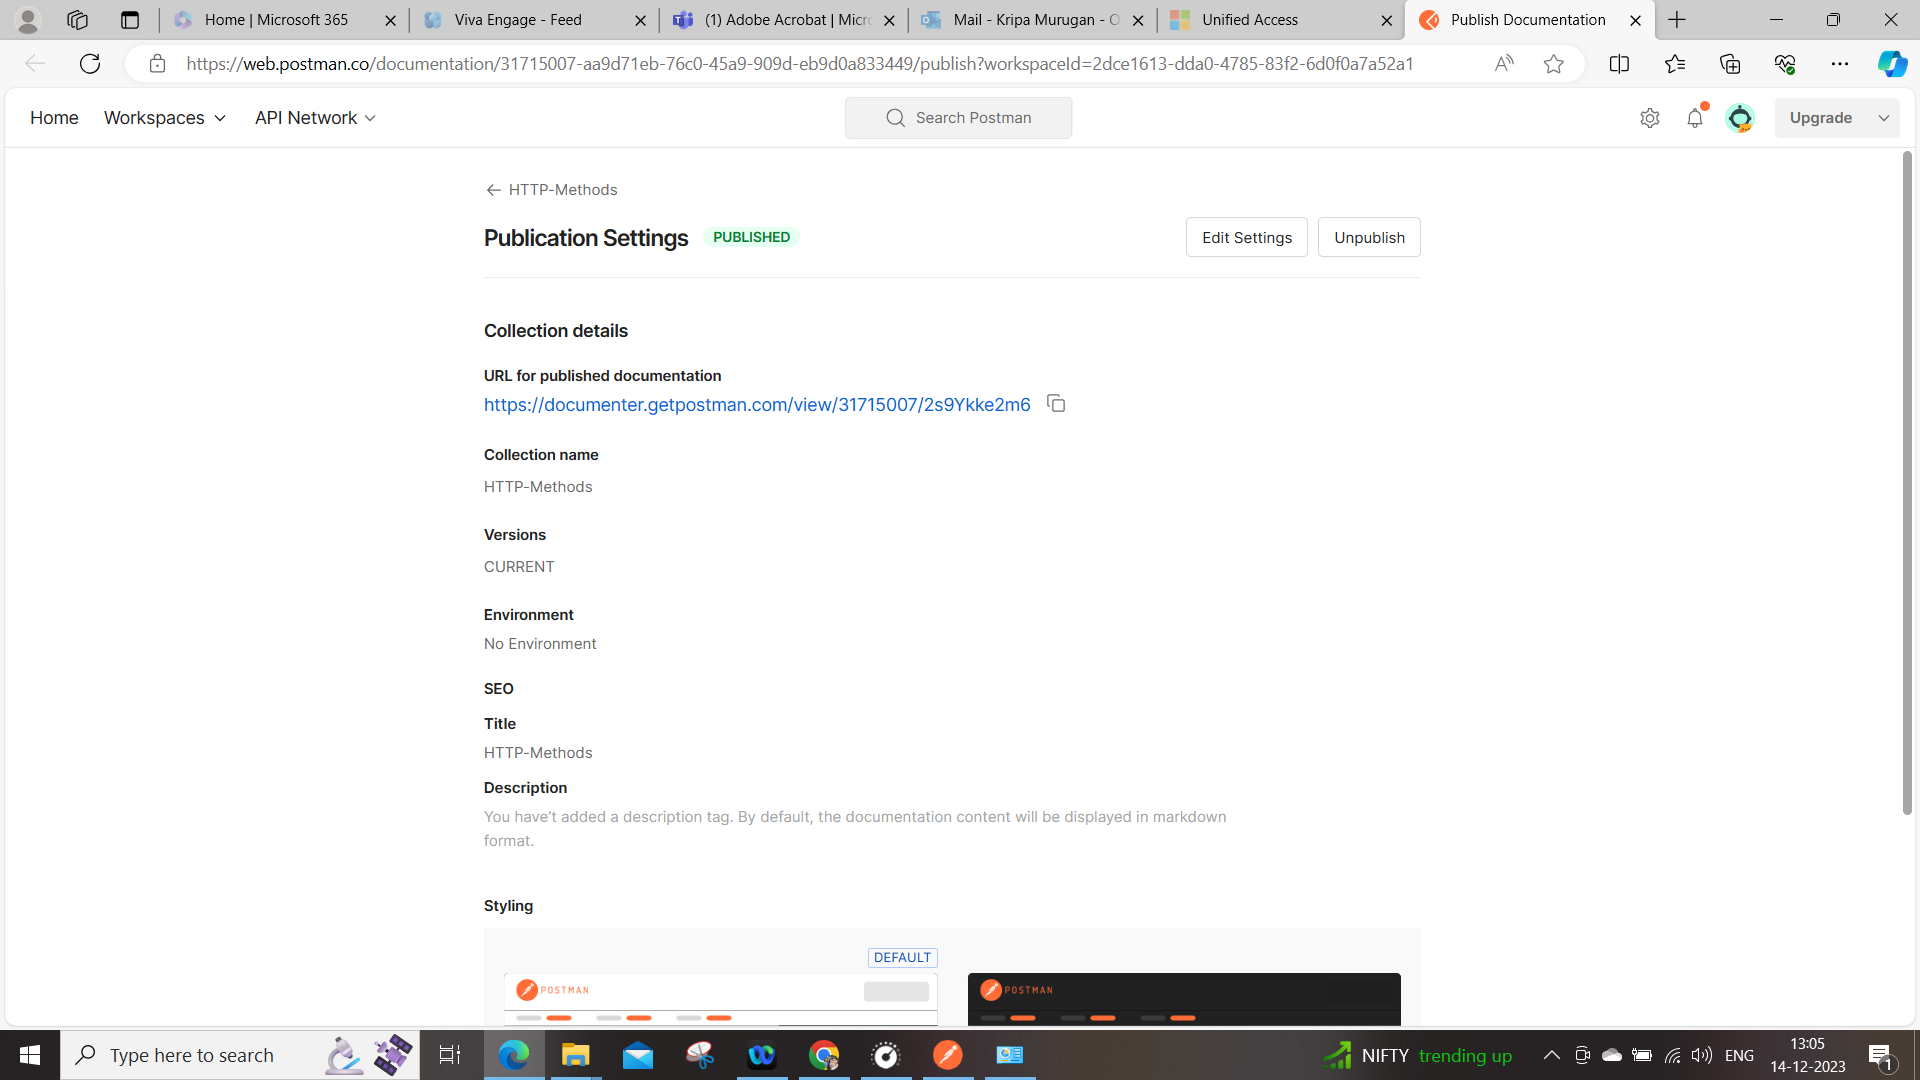 Home | Microsoft 365
Viva Engage - Feed
(1) Adobe Acrobat | Micro
Mail - Kripa Murugan - O
Unified Access
Publish Documentation
https://web.postman.co/documentation/31715007-aa9d71eb-76c0-45a9-909d-eb9d0a833449/publish?workspaceId=2dce1613-dda0-4785-83f2-6d0f0a7a52a1
Home Workspaces API Network
Search Postman
Upgrade
HTTP-Methods
Publication Settings PUBLISHED
Edit Settings Unpublish
Collection details
URL for published documentation
https://documenter.getpostman.com/view/31715007/2s9Ykke2m6
Collection name
HTTP-Methods
Versions
CURRENT
Environment
No Environment
SEO
Title
HTTP-Methods
Description
You have’t added a description tag. By default, the documentation content will be displayed in markdown
format.
Styling
DEFAULT
POSTMAN
POSTMAN
Type here to search
NIFTY trending up
ENG
13:05
14-12-2023
1